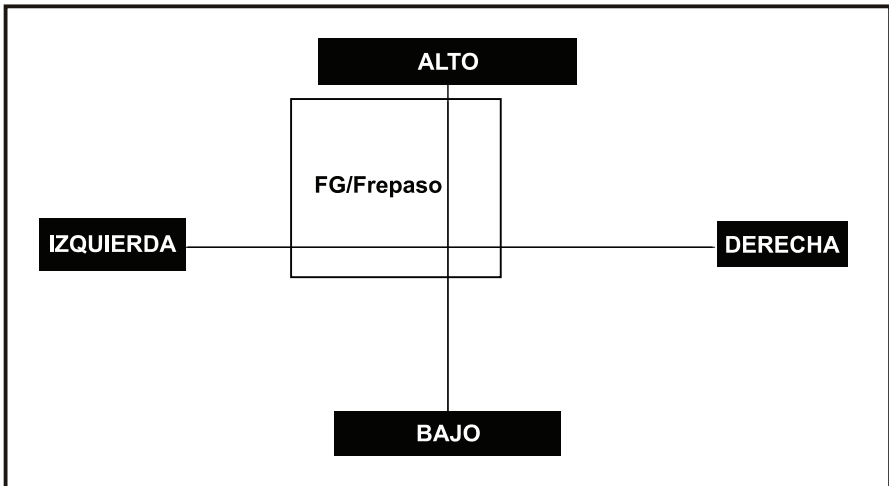 ALTO
FG/Frepaso
IZQUIERDA
DERECHA
BAJO